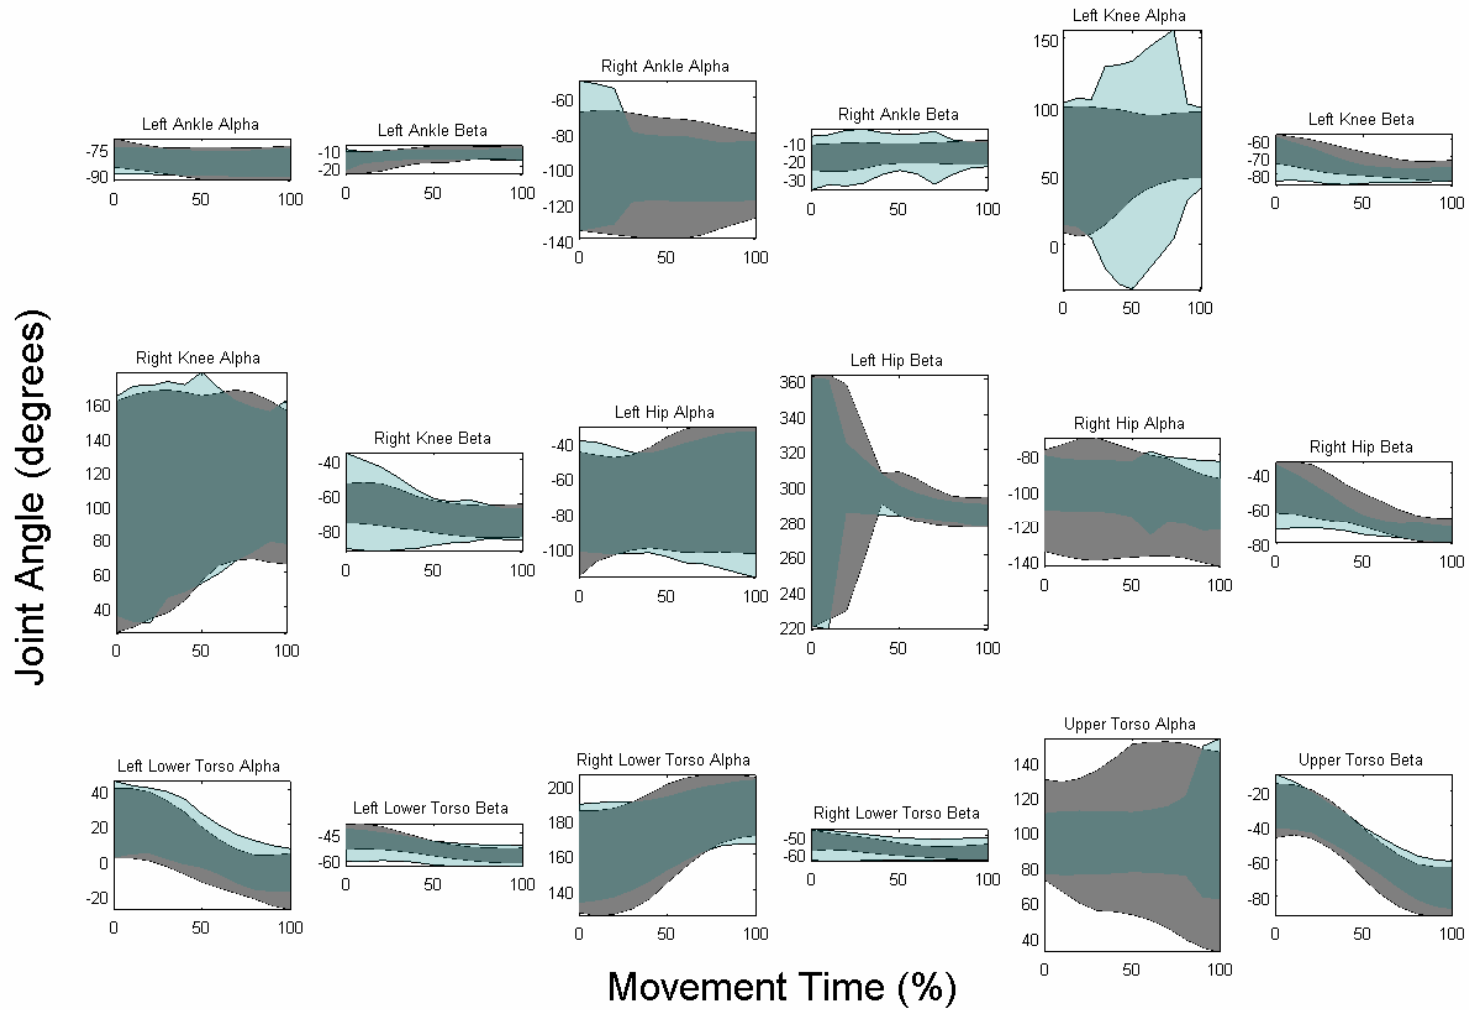 Left Knee Alpha
150
100
50
0
0 50 100
Right Ankle Alpha
-60
-80
-100
-120
-140
0 50 100
Left Ankle Alpha
-75
-90
0 50 100
Left Ankle Beta
-10
-20
0 50 100
Right Ankle Beta
-10
-20
-30
0 50 100
Left Knee Beta
-60
-70
-80
0 50 100
Joint Angle (degrees)
Right Knee Alpha
160
140
120
100
80
60
40
0 50 100
Right Knee Beta
-40
-60
-80
0 50 100
Left Hip Alpha
-40
-60
-80
-100
0 50 100
Left Hip Beta
360
340
320
300
280
260
240
220
0 50 100
Right Hip Alpha
-80
-100
-120
-140
0 50 100
Right Hip Beta
-40
-60
-80
0 50 100
Left Lower Torso Alpha
40
20
0
-20
0 50 100
Left Lower Torso Beta
-45
-60
0 50 100
Right Lower Torso Alpha
200
180
160
140
0 50 100
Right Lower Torso Beta
-50
-60
0 50 100
Upper Torso Alpha
140
120
100
80
60
40
0 50 100
Upper Torso Beta
-20
-40
-60
-80
0 50 100
Movement Time (%)